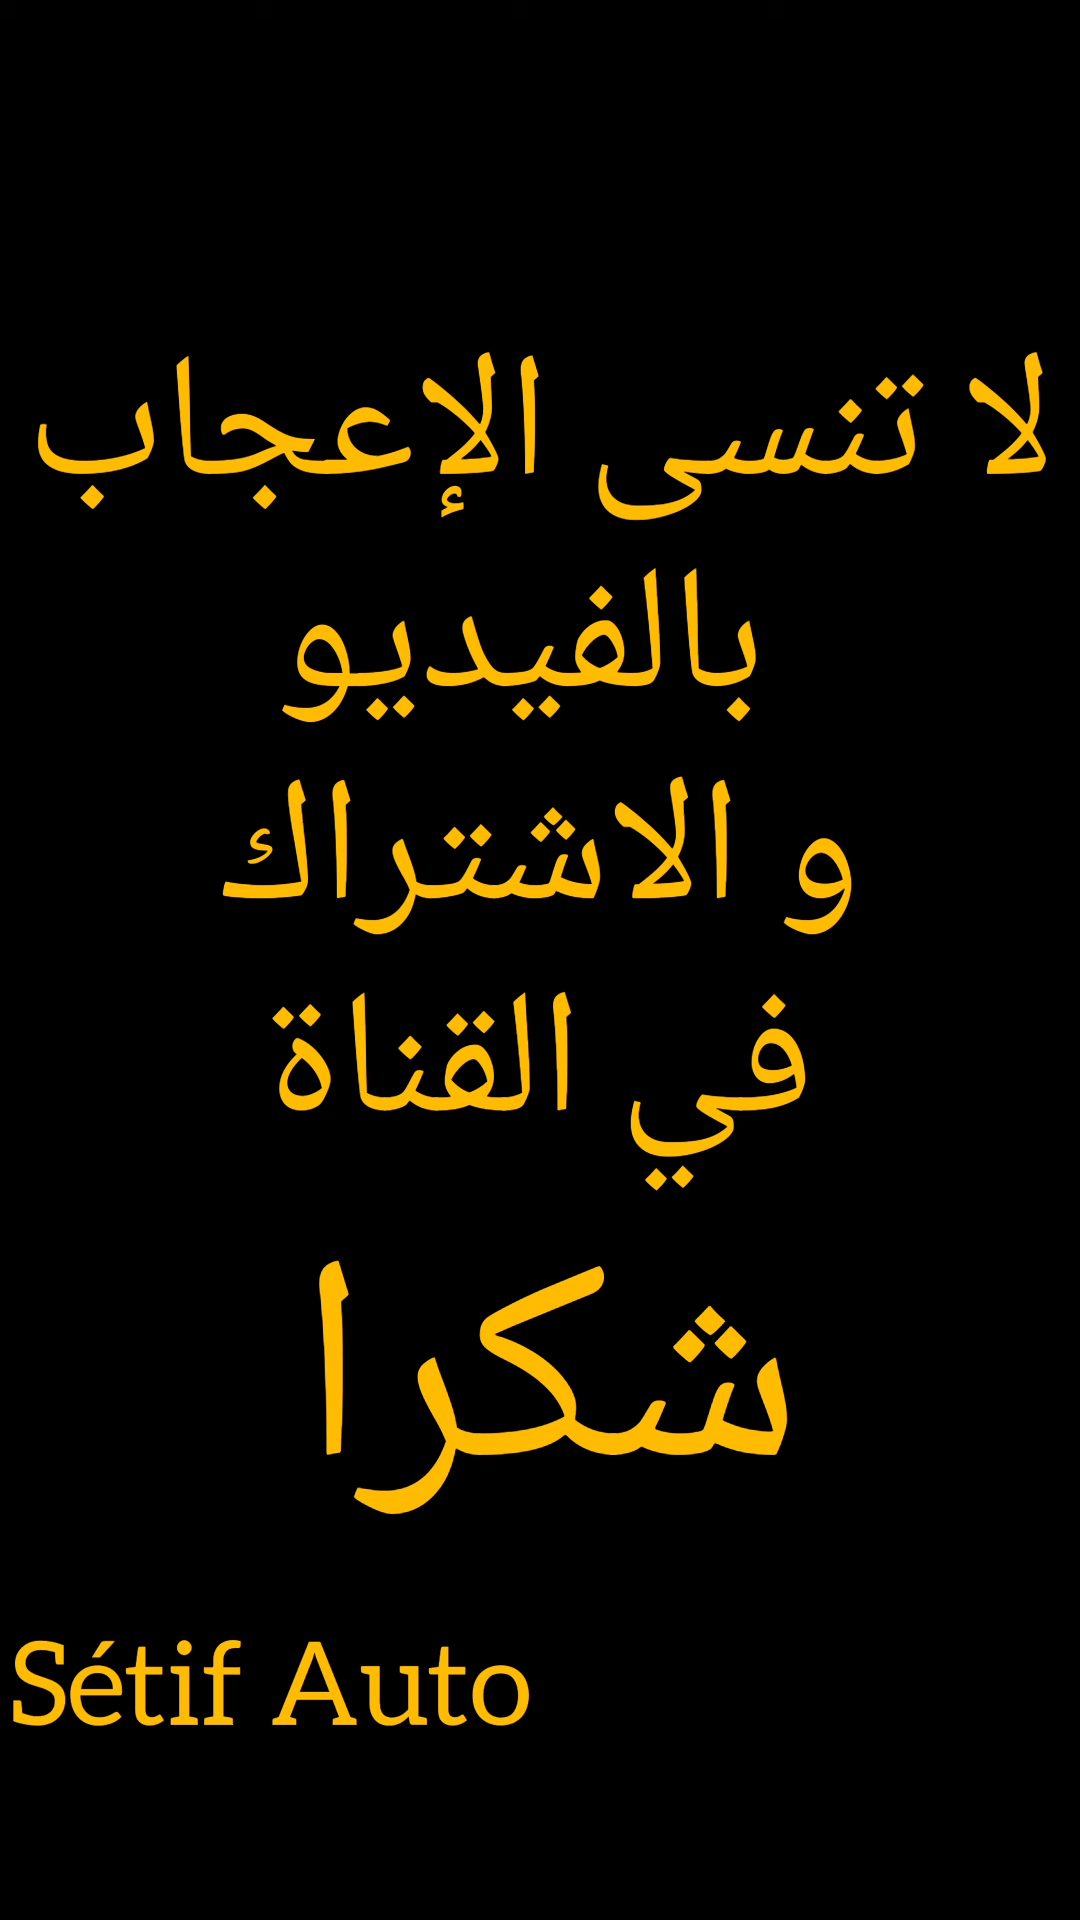 لا تنسى الإعجاب
بالفيديو
و الاشتراك
في القناة
شكرا
Sétif Auto